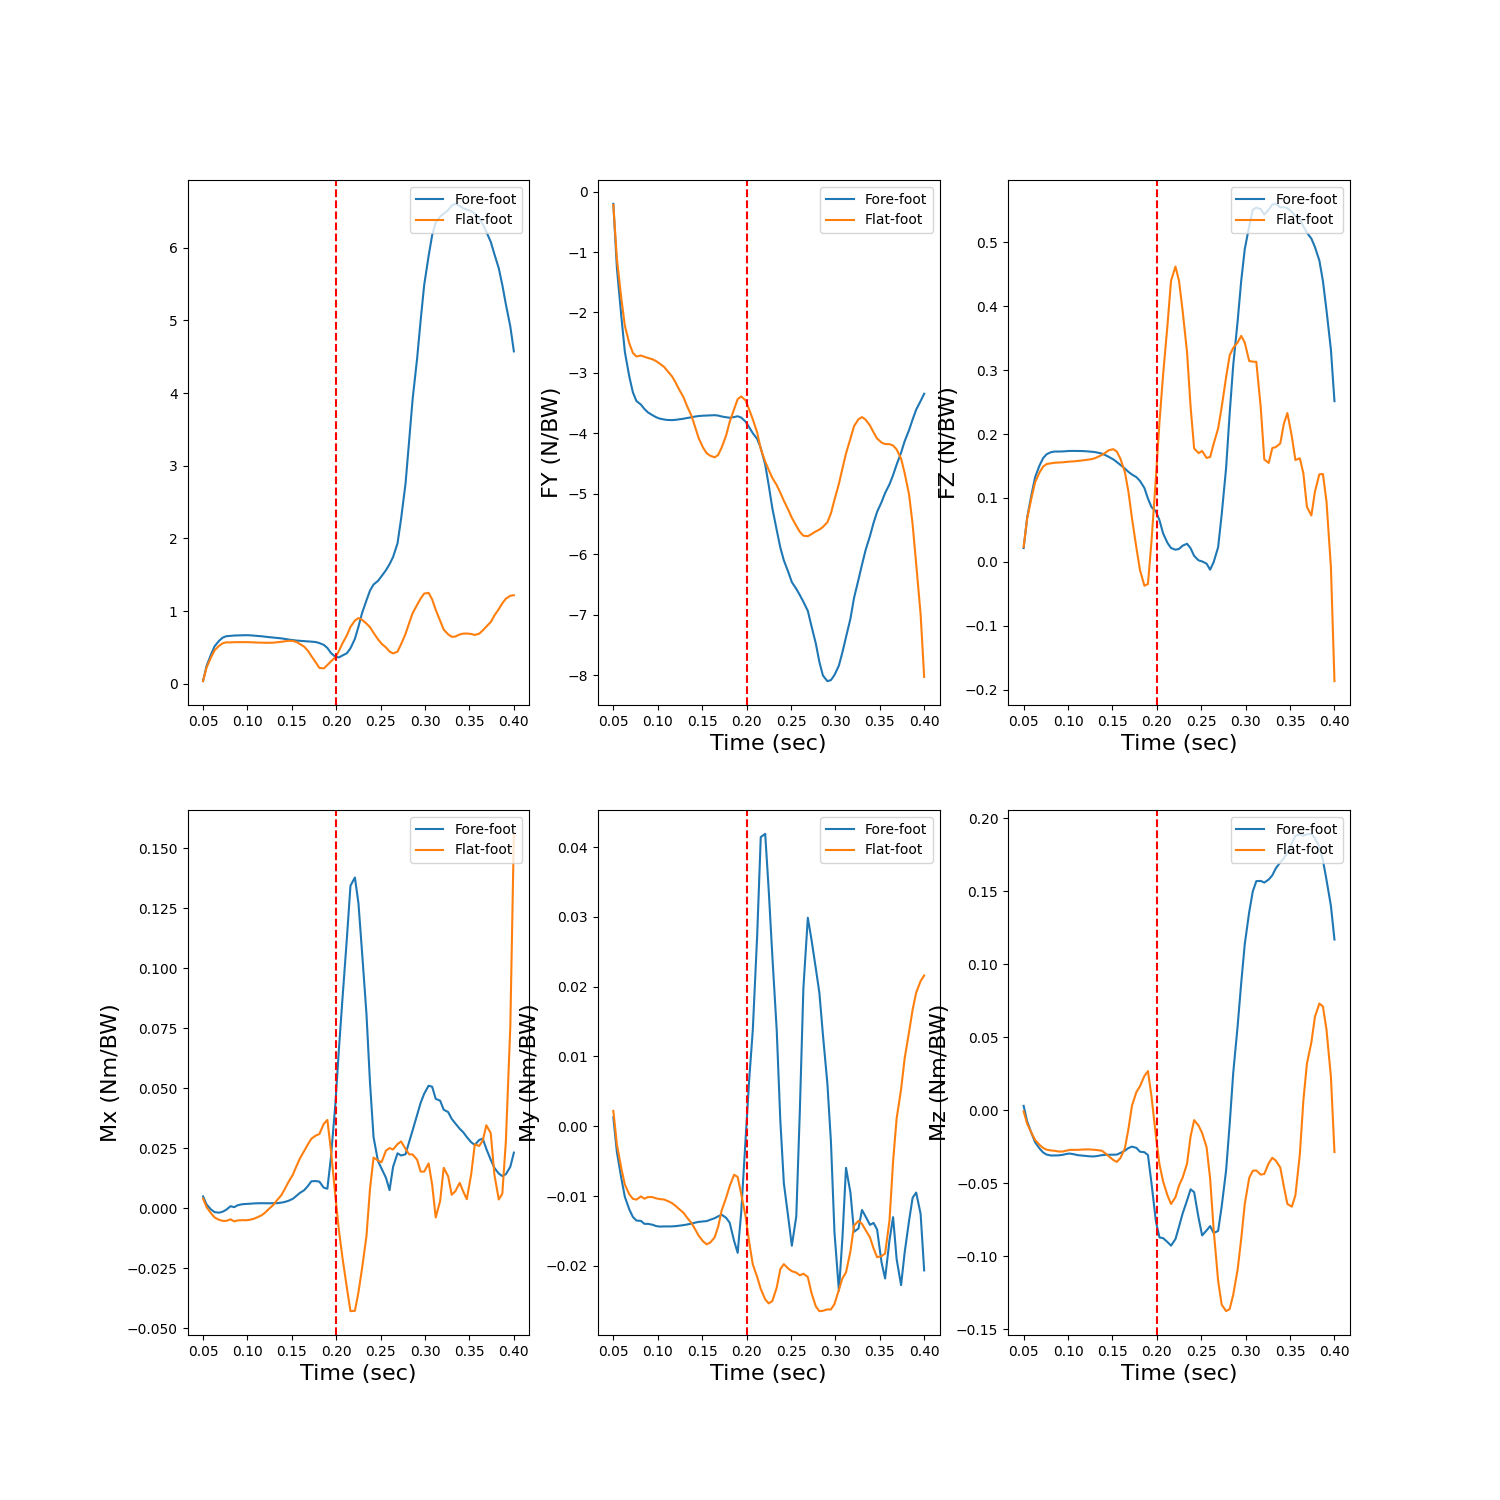 Fore-foot
Flat-foot
6
5
4
3
2
1
0
0.05 0.10 0.15 0.20 0.25 0.30 0.35 0.40
FY (N/BW)
Fore-foot
Flat-foot
0
−1
−2
−3
−4
−5
−6
−7
−8
0.05 0.10 0.15 0.20 0.25 0.30 0.35 0.40
Time (sec)
FZ (N/BW)
Fore-foot
Flat-foot
0.5
0.4
0.3
0.2
0.1
0.0
−0.1
−0.2
0.05 0.10 0.15 0.20 0.25 0.30 0.35 0.40
Time (sec)
Mx (Nm/BW)
Fore-foot
Flat-foot
0.150
0.125
0.100
0.075
0.050
0.025
0.000
−0.025
−0.050
0.05 0.10 0.15 0.20 0.25 0.30 0.35 0.40
Time (sec)
My (Nm/BW)
Fore-foot
Flat-foot
0.04
0.03
0.02
0.01
0.00
−0.01
−0.02
0.05 0.10 0.15 0.20 0.25 0.30 0.35 0.40
Time (sec)
Mz (Nm/BW)
Fore-foot
Flat-foot
0.20
0.15
0.10
0.05
0.00
−0.05
−0.10
−0.15
0.05 0.10 0.15 0.20 0.25 0.30 0.35 0.40
Time (sec)